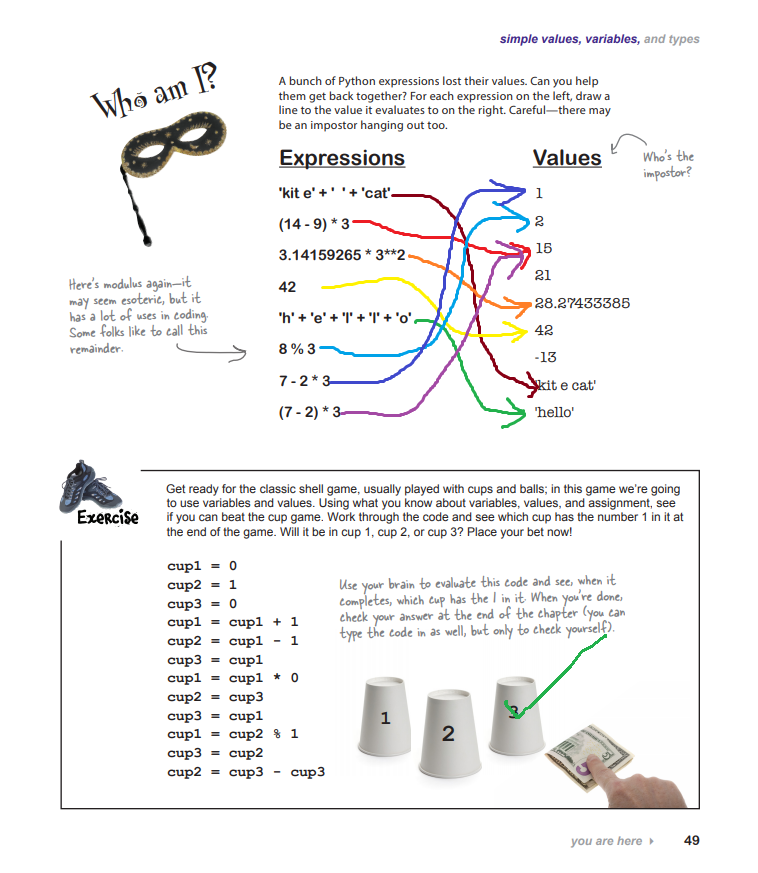 simple values, variables, and types
Who am I?
A bunch of Python expressions lost their values. Can you help
them get back together? For each expression on the left, draw a
line to the value it evaluates to on the right. Careful—there may
be an impostor hanging out too.
Expressions
Values
Who's the
impostor?
'kit e' + ' ' + 'cat'
(14 - 9) * 3
3.14159265 * 3**2
42
'h' + 'e' + 'l' + 'l' + 'o'
8 % 3
7 - 2 * 3
(7 - 2) * 3
1
2
15
21
28.27433385
42
-13
'kit e cat'
'hello'
Here's modulus again—it
may seem esoteric, but it
has a lot of uses in coding.
Some folks like to call this
remainder.
Exercise
Get ready for the classic shell game, usually played with cups and balls; in this game we're going
to use variables and values. Using what you know about variables, values, and assignment, see
if you can beat the cup game. Work through the code and see which cup has the number 1 in it at
the end of the game. Will it be in cup 1, cup 2, or cup 3? Place your bet now!
cup1 = 0
cup2 = 1
cup3 = 0
cup1 = cup1 + 1
cup2 = cup1 - 1
cup3 = cup1
cup1 = cup1 * 0
cup2 = cup3
cup3 = cup1
cup1 = cup2 % 1
cup3 = cup2
cup2 = cup3 - cup3
Use your brain to evaluate this code and see, when it
completes, which cup has the 1 in it. When you're done,
check your answer at the end of the chapter (you can
type the code in as well, but only to check yourself).
1
2
3
you are here
49